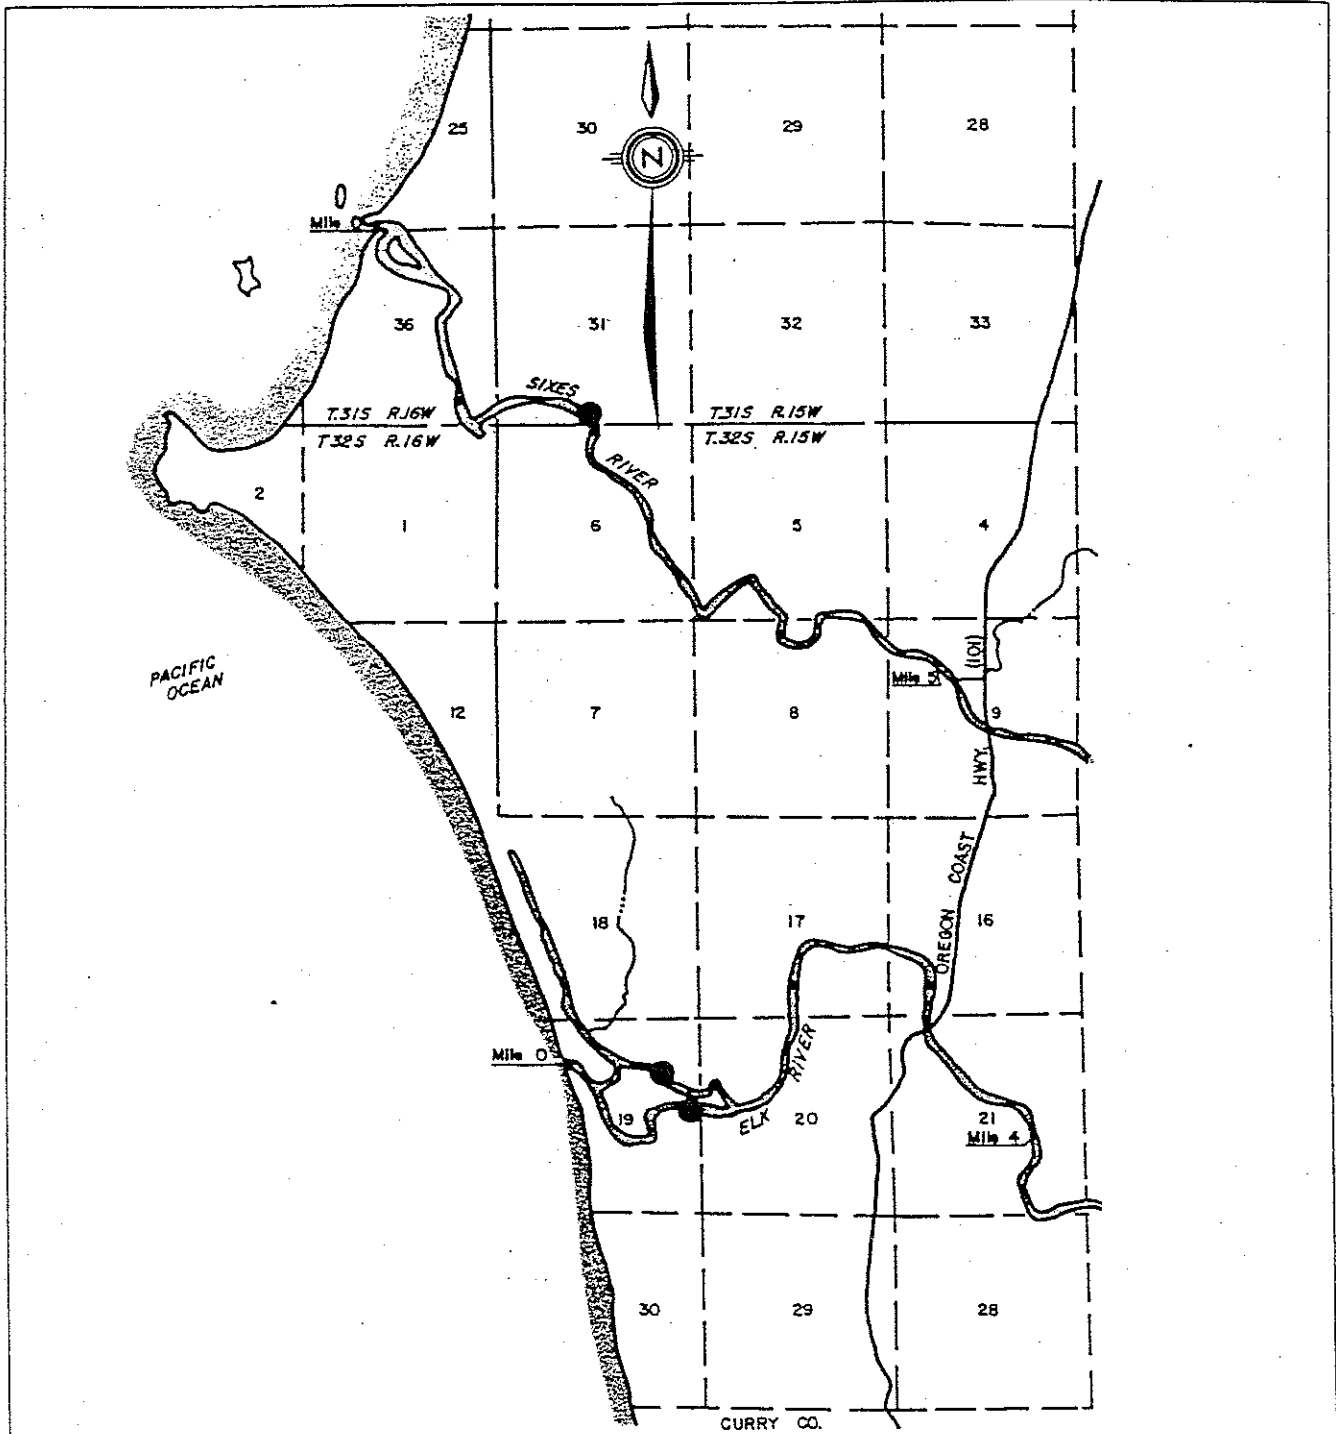 25 30 29 28
N
Mile 0
36 31 32 33
SIXES
T.31S R.16W T.31S R.15W
T.32S R.16W T.32S R.15W
RIVER
2 1 6 5 4
PACIFIC
OCEAN
(101)
Mile 5
12 7 8 9
HWY.
OREGON COAST
18 17 16
Mile 0
RIVER
ELK
19 20 21
Mile 4
30 29 28
CURRY CO.